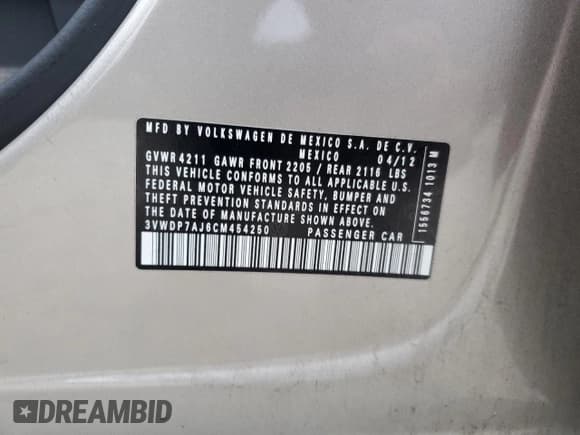 MFD BY VOLKSWAGEN DE MEXICO S.A. DE C.V.
MEXICO 04/12
GVWR 4211 GAWR FRONT 2205 / REAR 2116 LBS
THIS VEHICLE CONFORMS TO ALL APPLICABLE U.S.
FEDERAL MOTOR VEHICLE SAFETY, BUMPER AND
THEFT PREVENTION STANDARDS IN EFFECT ON
THE DATE OF MANUFACTURE SHOWN ABOVE.
3VWDP7AJ6CM454250 PASSENGER CAR
1556734 1013 M
DREAMBID